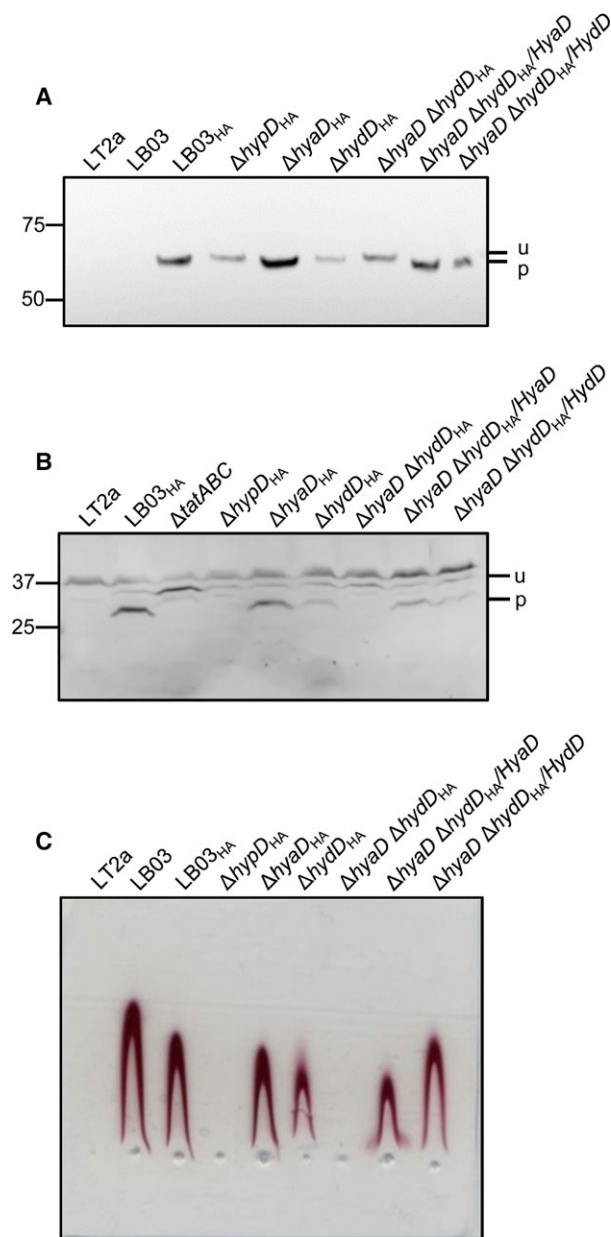 A
LT2a
LB03
LB03HA
ΔhypDHA
ΔhyaDHA
ΔhydDHA
ΔhyaD ΔhydDHA
ΔhyaD ΔhydDHA/HyaD
ΔhyaD ΔhydDHA/HydD
75
50
u
p
B
LT2a
LB03HA
ΔtatABC
ΔhypDHA
ΔhyaDHA
ΔhydDHA
ΔhyaD ΔhydDHA
ΔhyaD ΔhydDHA/HyaD
ΔhyaD ΔhydDHA/HydD
37
25
u
p
C
LT2a
LB03
LB03HA
ΔhypDHA
ΔhyaDHA
ΔhydDHA
ΔhyaD ΔhydDHA
ΔhyaD ΔhydDHA/HyaD
ΔhyaD ΔhydDHA/HydD